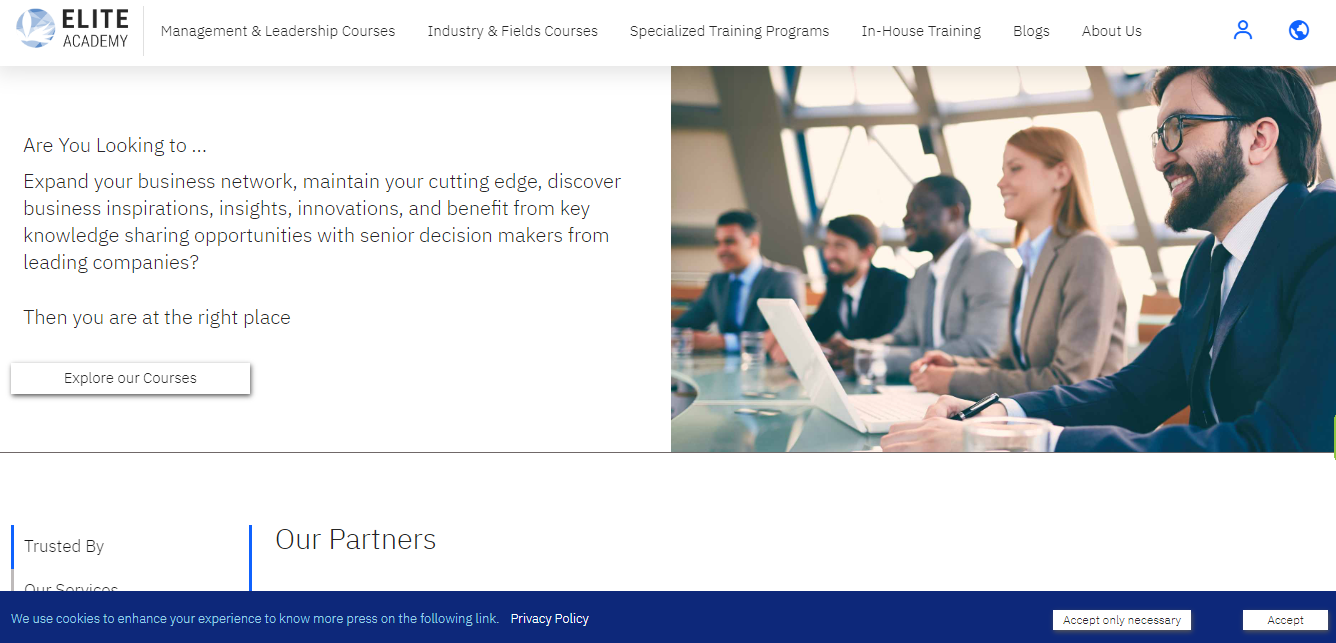 ELITE
ACADEMY
Management & Leadership Courses
Industry & Fields Courses
Specialized Training Programs
In-House Training
Blogs
About Us
Are You Looking to ...
Expand your business network, maintain your cutting edge, discover
business inspirations, insights, innovations, and benefit from key
knowledge sharing opportunities with senior decision makers from
leading companies?
Then you are at the right place
Explore our Courses
Trusted By
Our Services
Our Partners
We use cookies to enhance your experience to know more press on the following link. Privacy Policy
Accept only necessary
Accept